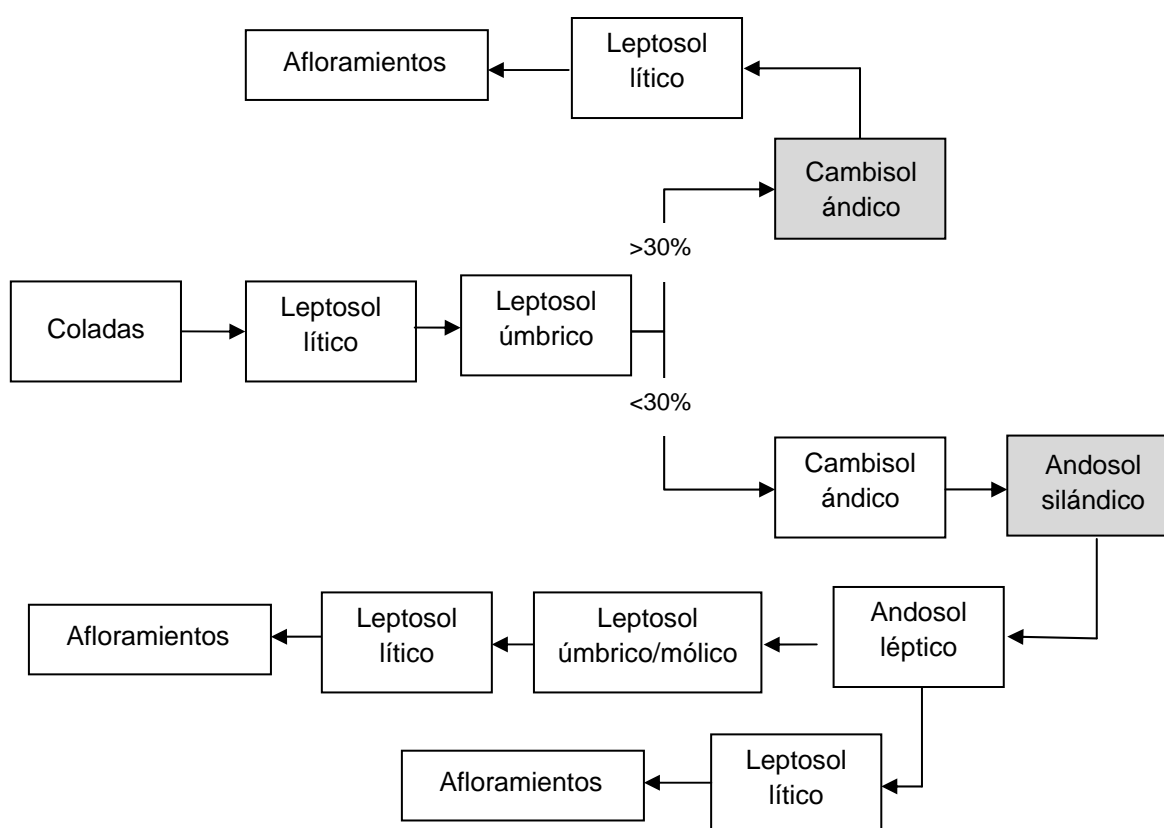 Afloramientos
Leptosol
lítico
Cambisol
ándico
>30%
Coladas
Leptosol
lítico
Leptosol
úmbrico
<30%
Cambisol
ándico
Andosol
silándico
Afloramientos
Leptosol
lítico
Leptosol
úmbrico/mólico
Andosol
léptico
Afloramientos
Leptosol
lítico